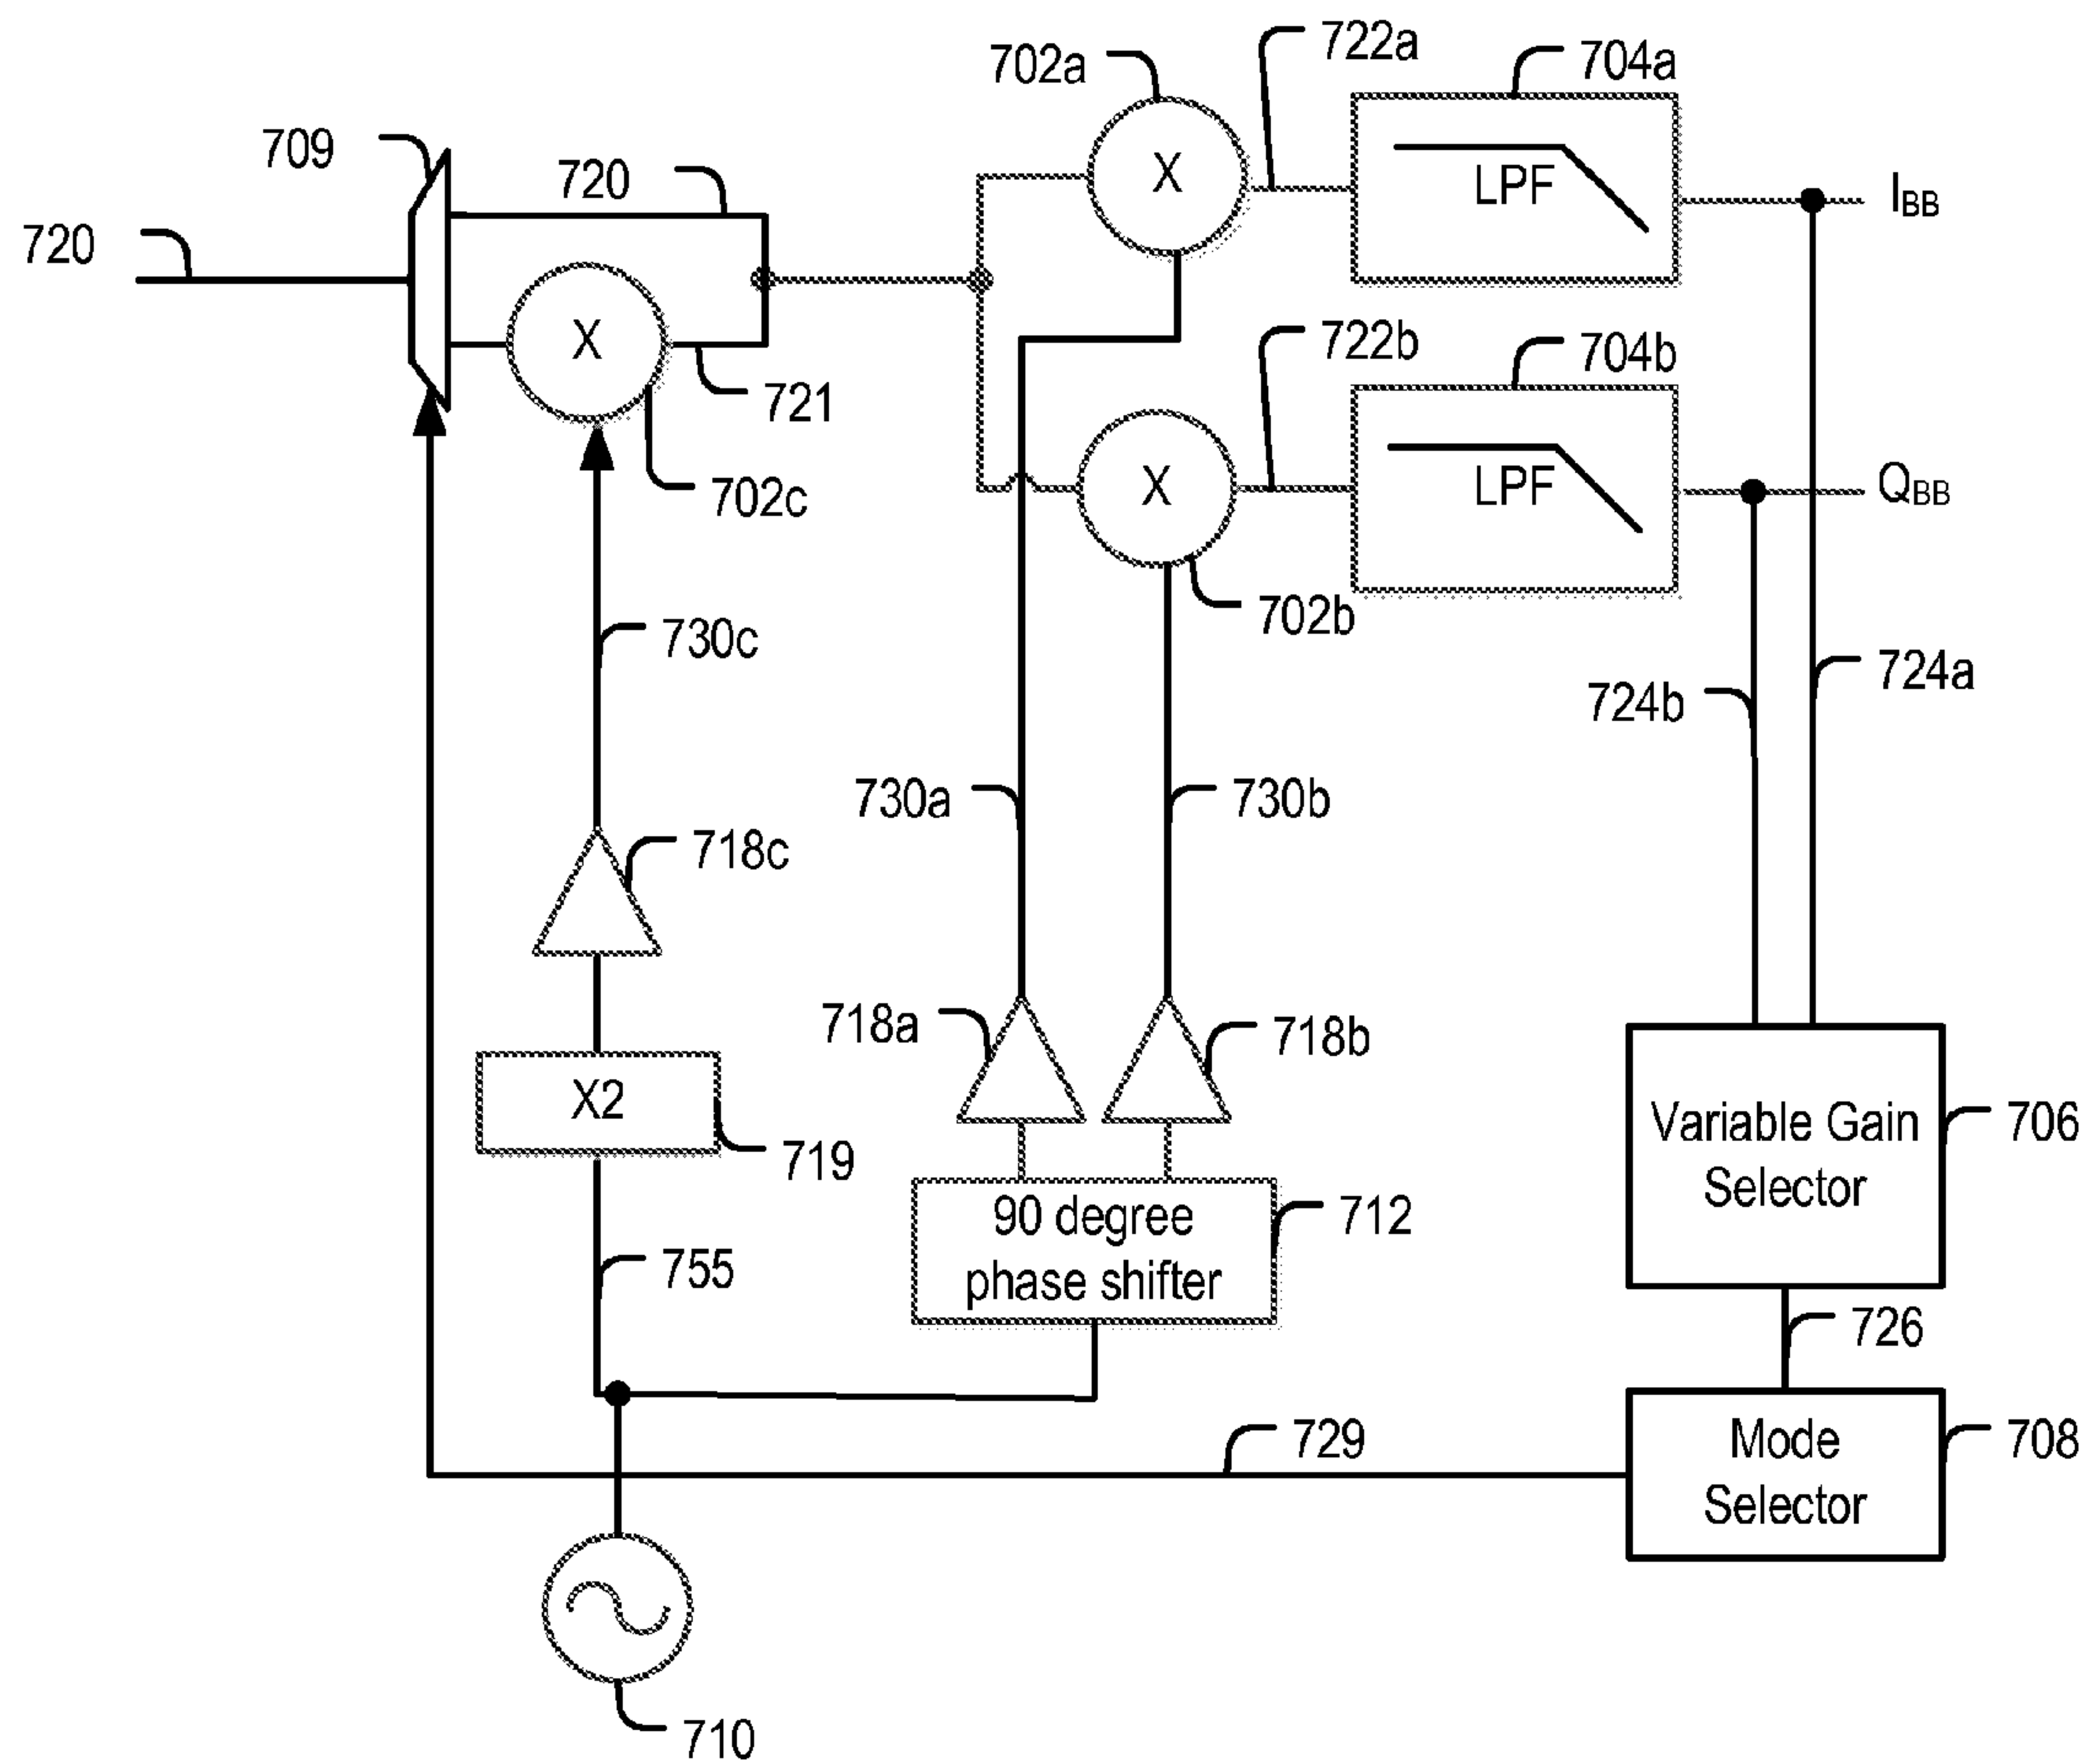 702a
722a
704a
709
720
X
LPF
I_BB
720
X
722b
704b
721
702c
X
LPF
Q_BB
702b
730c
724b
724a
730a
730b
718c
718a
718b
X2
719
Variable Gain
Selector
706
90 degree
phase shifter
712
755
726
729
Mode
Selector
708
710